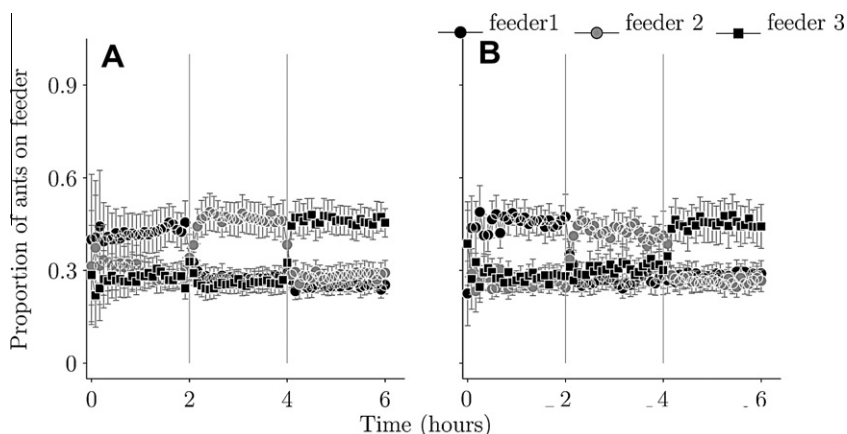 feeder1 feeder 2 feeder 3
A B
Proportion of ants on feeder
0.9
0.6
0.3
0
0 2 4 6 0 2 4 6
Time (hours)